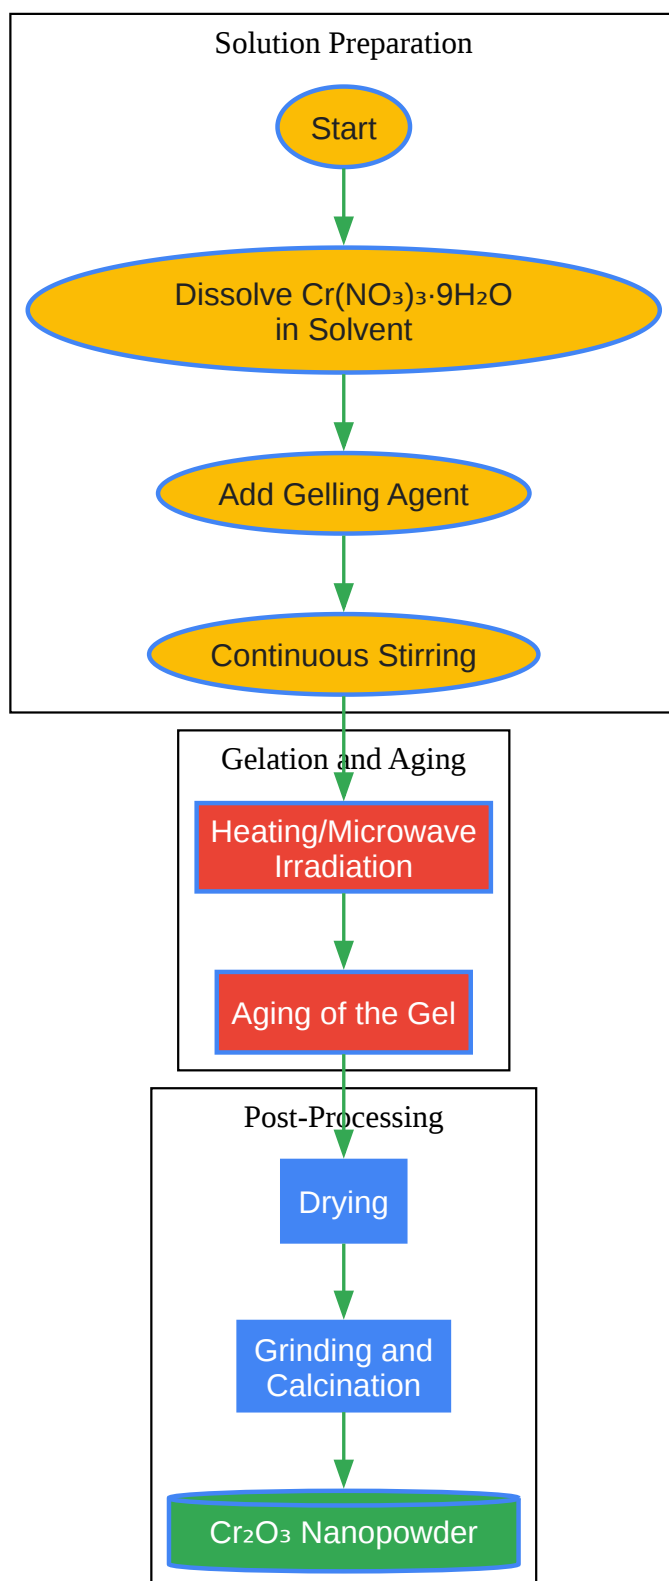 Solution Preparation
Start
Dissolve Cr(NO₃)₃·9H₂O
in Solvent
Add Gelling Agent
Continuous Stirring
Gelation and Aging
Heating/Microwave
Irradiation
Aging of the Gel
Post-Processing
Drying
Grinding and
Calcination
Cr₂O₃ Nanopowder